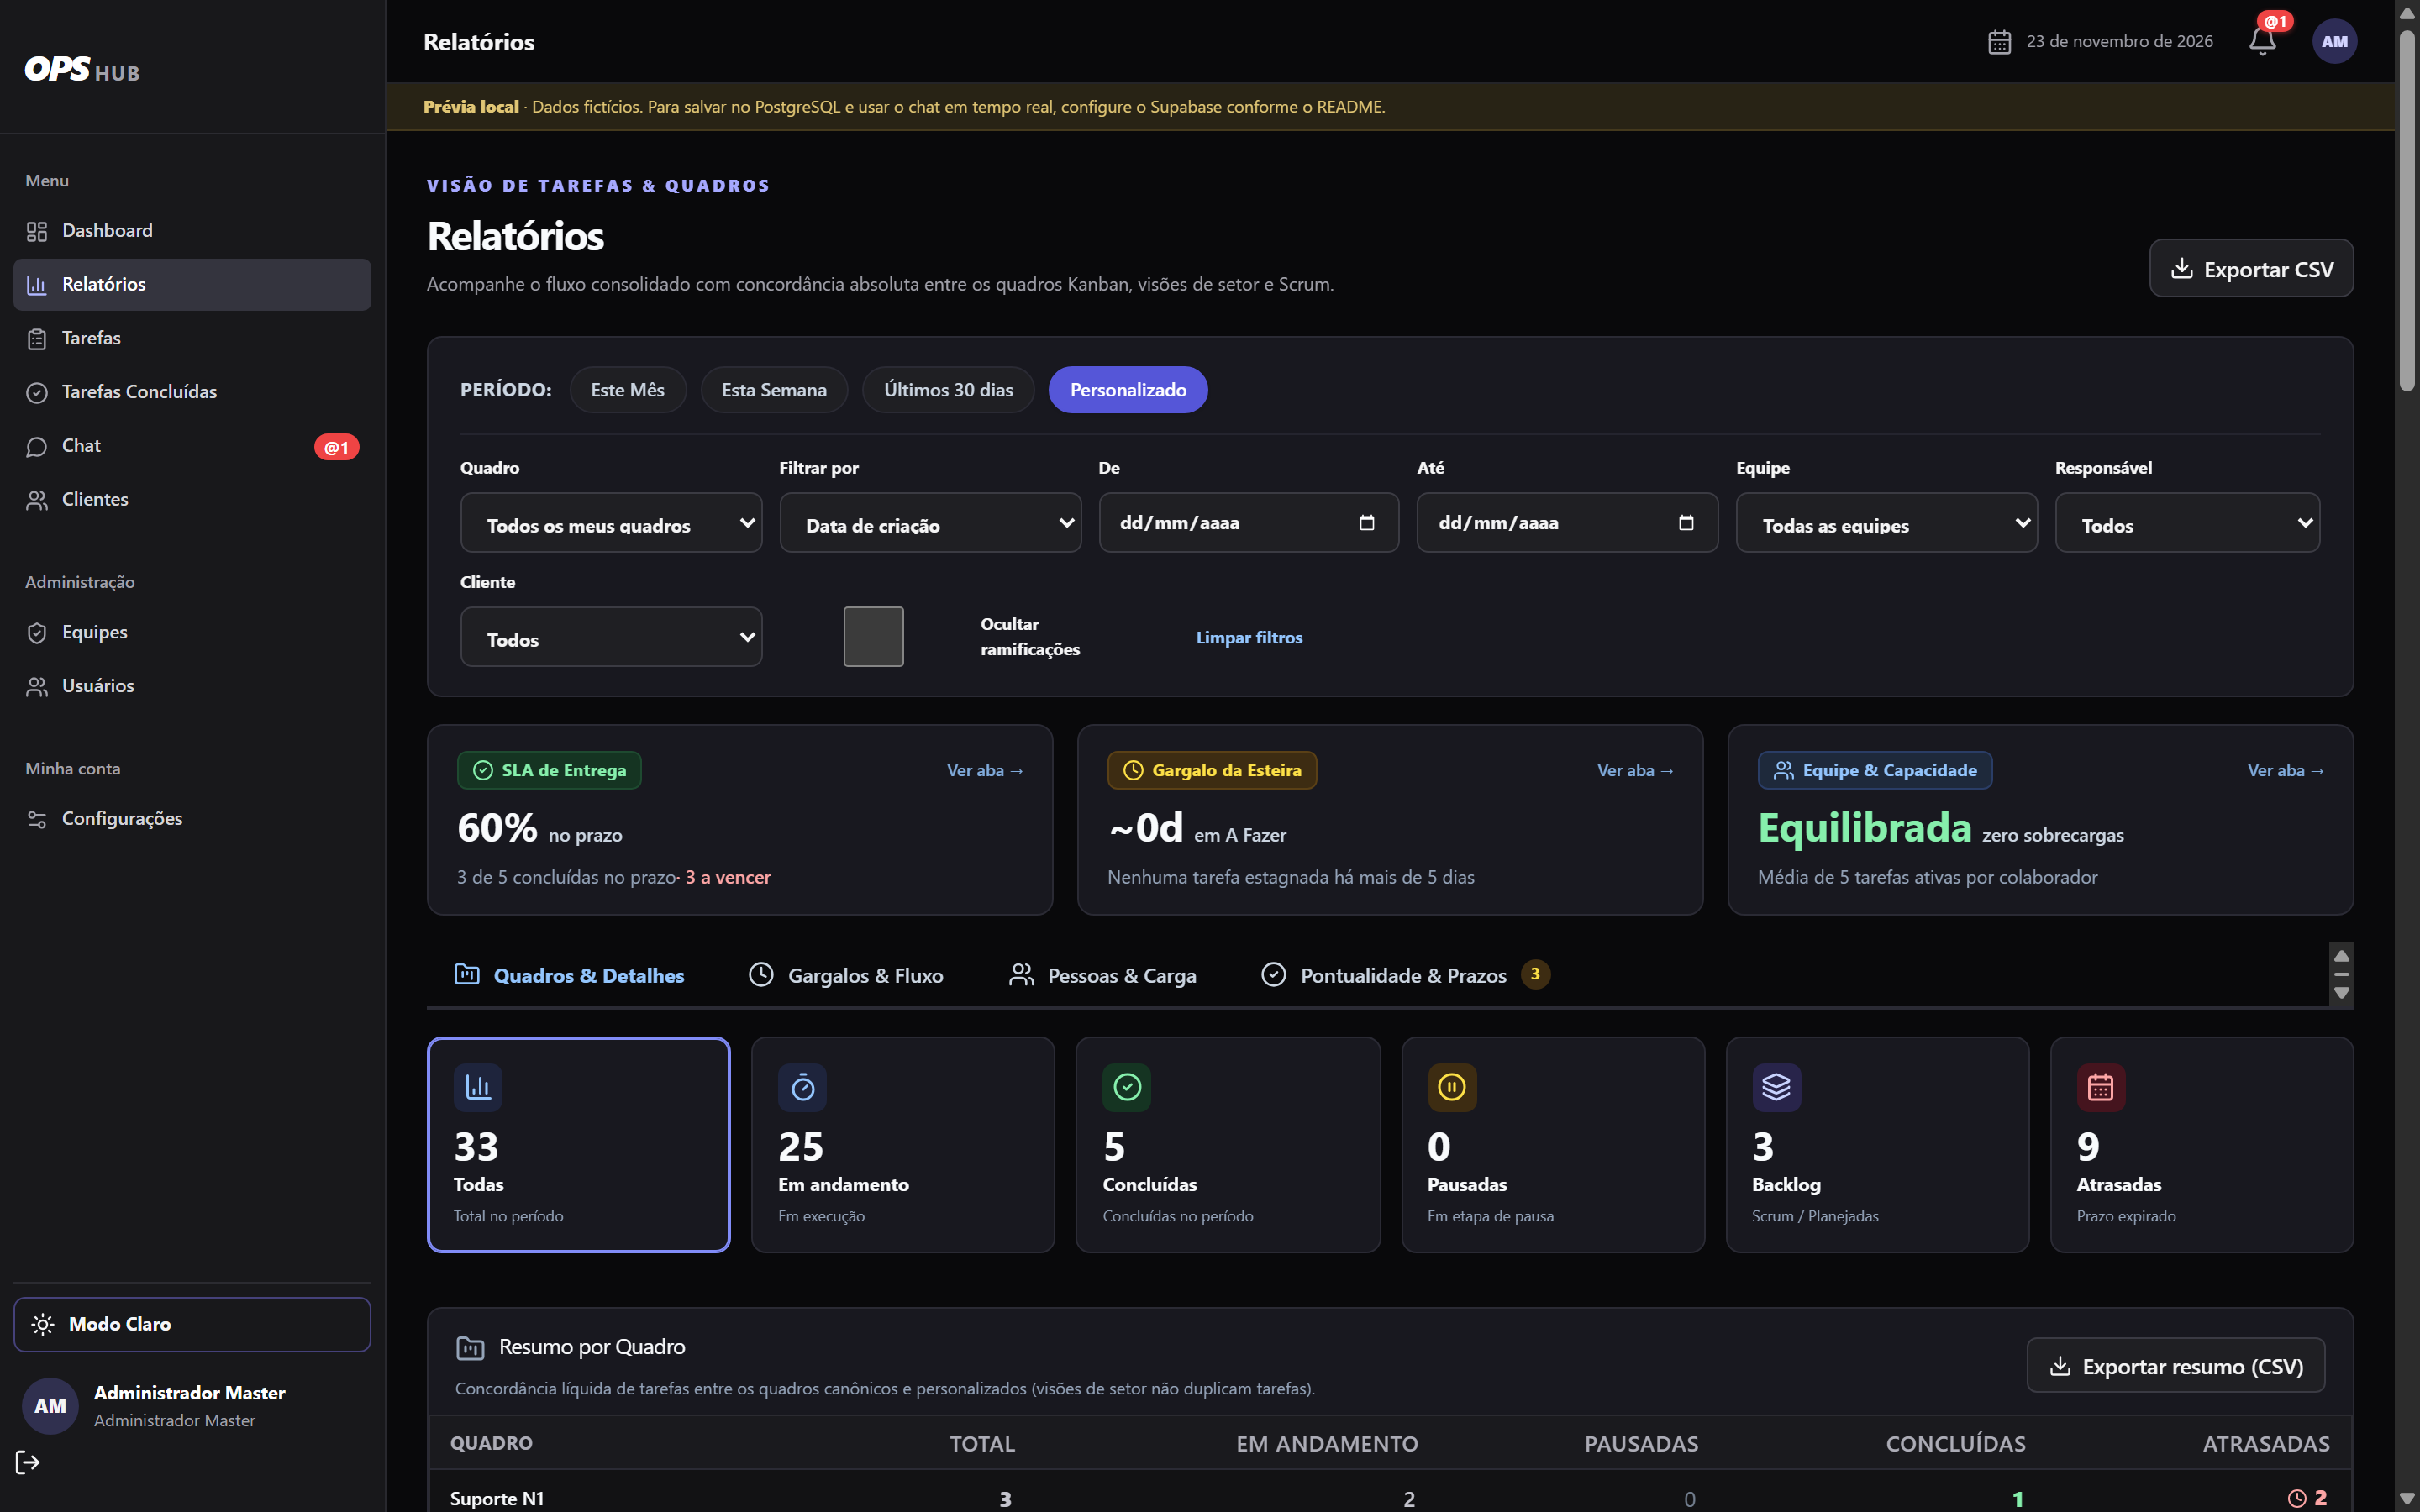 OPS HUB
Menu
Dashboard
Relatórios
Tarefas
Tarefas Concluídas
Chat @1
Clientes
Administração
Equipes
Usuários
Minha conta
Configurações
Modo Claro
AM
Administrador Master
Administrador Master
Relatórios
23 de novembro de 2026
@1
AM
Prévia local · Dados fictícios. Para salvar no PostgreSQL e usar o chat em tempo real, configure o Supabase conforme o README.
VISÃO DE TAREFAS & QUADROS
Relatórios
Acompanhe o fluxo consolidado com concordância absoluta entre os quadros Kanban, visões de setor e Scrum.
Exportar CSV
PERÍODO: Este Mês Esta Semana Últimos 30 dias Personalizado
Quadro Filtrar por De Até Equipe Responsável
Todos os meus quadros Data de criação dd/mm/aaaa dd/mm/aaaa Todas as equipes Todos
Cliente
Todos
Ocultar
ramificações
Limpar filtros
SLA de Entrega Ver aba →
60% no prazo
3 de 5 concluídas no prazo· 3 a vencer
Gargalo da Esteira Ver aba →
~0d em A Fazer
Nenhuma tarefa estagnada há mais de 5 dias
Equipe & Capacidade Ver aba →
Equilibrada zero sobrecargas
Média de 5 tarefas ativas por colaborador
Quadros & Detalhes Gargalos & Fluxo Pessoas & Carga Pontualidade & Prazos 3
33
Todas
Total no período
25
Em andamento
Em execução
5
Concluídas
Concluídas no período
0
Pausadas
Em etapa de pausa
3
Backlog
Scrum / Planejadas
9
Atrasadas
Prazo expirado
Resumo por Quadro
Concordância líquida de tarefas entre os quadros canônicos e personalizados (visões de setor não duplicam tarefas).
Exportar resumo (CSV)
QUADRO TOTAL EM ANDAMENTO PAUSADAS CONCLUÍDAS ATRASADAS
Suporte N1 3 2 0 1 2